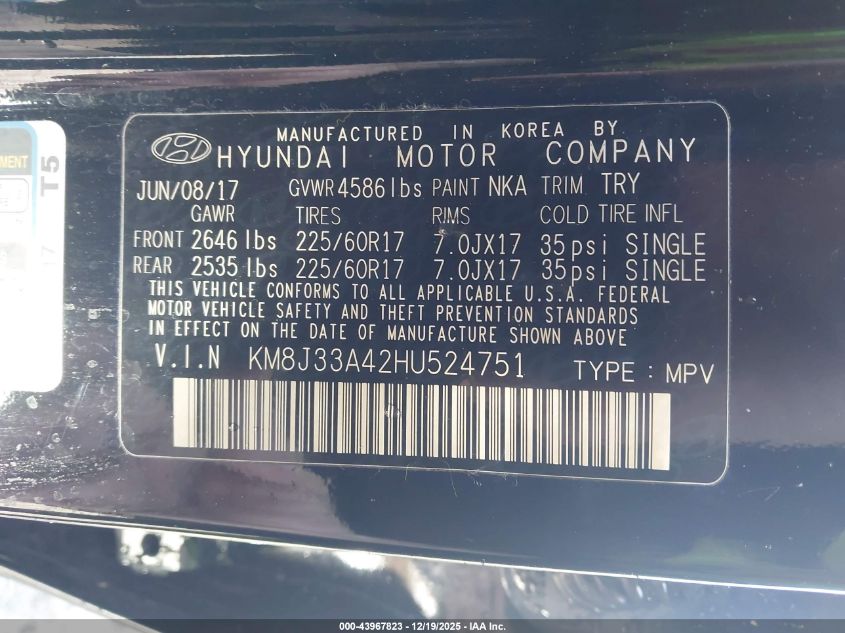 MANUFACTURED IN KOREA BY
HYUNDAI MOTOR COMPANY
JUN/08/17 GVWR 4586 lbs PAINT NKA TRIM TRY
GAWR TIRES RIMS COLD TIRE INFL
FRONT 2646 lbs 225/60R17 7.0JX17 35psi SINGLE
REAR 2535 lbs 225/60R17 7.0JX17 35psi SINGLE
THIS VEHICLE CONFORMS TO ALL APPLICABLE U.S.A. FEDERAL
MOTOR VEHICLE SAFETY AND THEFT PREVENTION STANDARDS
IN EFFECT ON THE DATE OF MANUFACTURE SHOWN ABOVE
V.I.N KM8J33A42HU524751 TYPE : MPV
T5
000-43967823 - 12/19/2025 - IAA Inc.